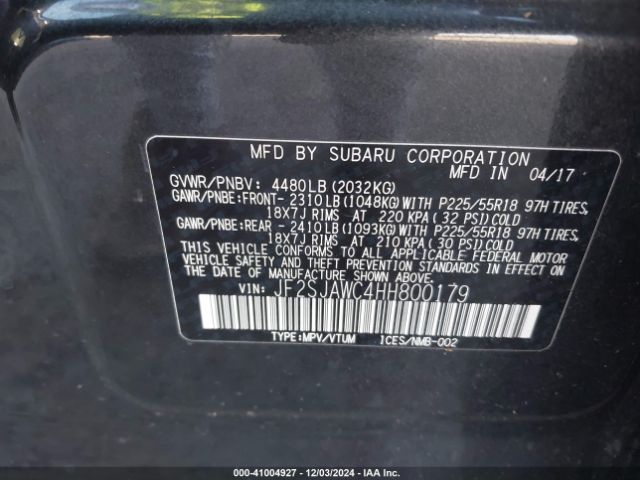 MFD BY SUBARU CORPORATION
MFD IN 04/17
GVWR/PNBV: 4480LB(2032KG)
GAWR/PNBE:FRONT- 2310LB(1048KG)WITH P225/55R18 97H TIRES,
18X7J RIMS AT 220 KPA( 32 PSI)COLD
GAWR/PNBE:REAR - 2410LB(1093KG)WITH P225/55R18 97H TIRES,
18X7J RIMS AT 210 KPA( 30 PSI)COLD
THIS VEHICLE CONFORMS TO ALL APPLICABLE FEDERAL MOTOR
VEHICLE SAFETY, BUMPER, AND THEFT PREVENTION STANDARDS
IN EFFECT ON THE DATE OF MANUFACTURE SHOWN ABOVE.
VIN: JF2SJAWC4HH800179
TYPE:MPV/VTUM ICES/NMB-002
000-41004927 - 12/03/2024 - IAAI.COM